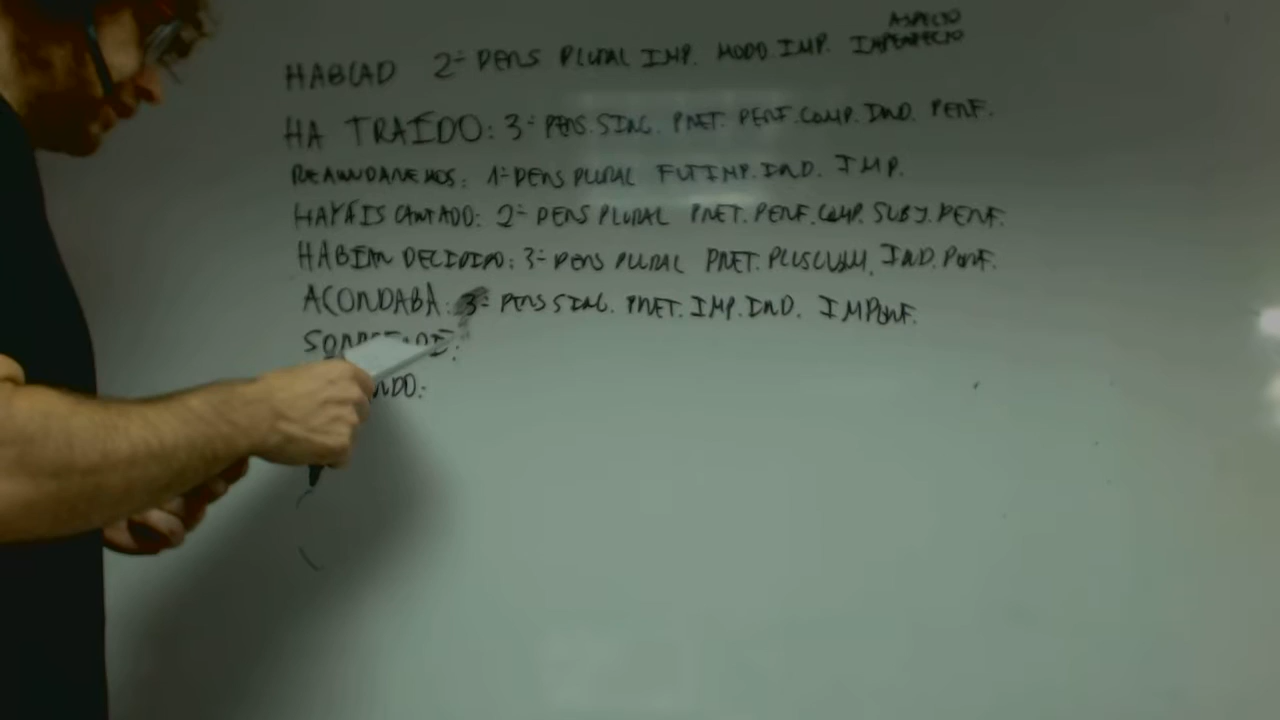 ASPECTO
HABLAD 2ª PERS PLURAL IMP. MODO IMP. IMPERFECTO
HA TRAÍDO: 3ª PERS. SING. PRET. PERF. COMP. IND. PERF.
REANUDAREMOS: 1ª PERS PLURAL FUT IMP. IND. IMP.
HAYÁIS CANTADO: 2ª PERS PLURAL PRET. PERF. COMP. SUBJ. PERF.
HABÍAN DECIDIDO: 3ª PERS PLURAL PRET. PLUSCUAM. IND. PERF.
ACORDABA: 3ª PERS SING. PRET. IMP. IND. IMPERF.
NDO: